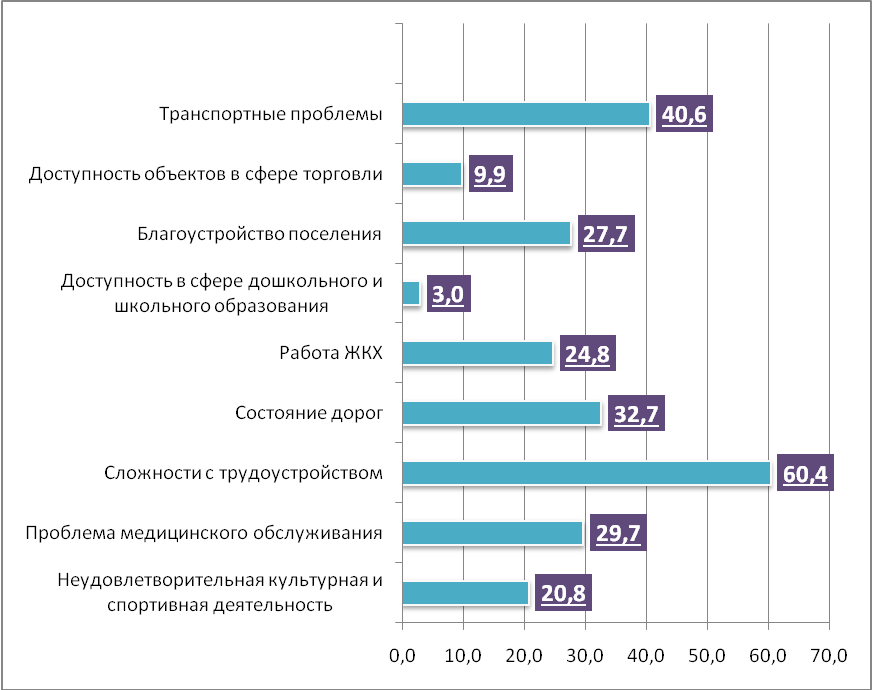 Транспортные проблемы
40,6
Доступность объектов в сфере торговли
9,9
Благоустройство поселения
27,7
Доступность в сфере дошкольного и
школьного образования
3,0
Работа ЖКХ
24,8
Состояние дорог
32,7
Сложности с трудоустройством
60,4
Проблема медицинского обслуживания
29,7
Неудовлетворительная культурная и
спортивная деятельность
20,8
0,0 10,0 20,0 30,0 40,0 50,0 60,0 70,0